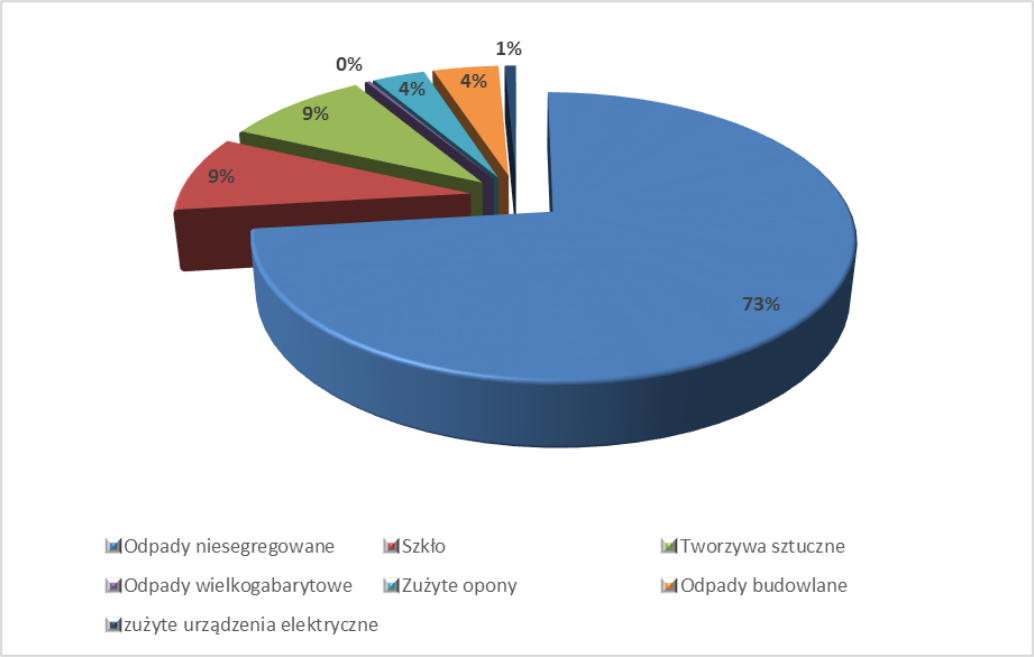 1%
0%
4%
4%
9%
9%
73%
Odpady niesegregowane
Szkło
Tworzywa sztuczne
Odpady wielkogabarytowe
Zużyte opony
Odpady budowlane
zużyte urządzenia elektryczne